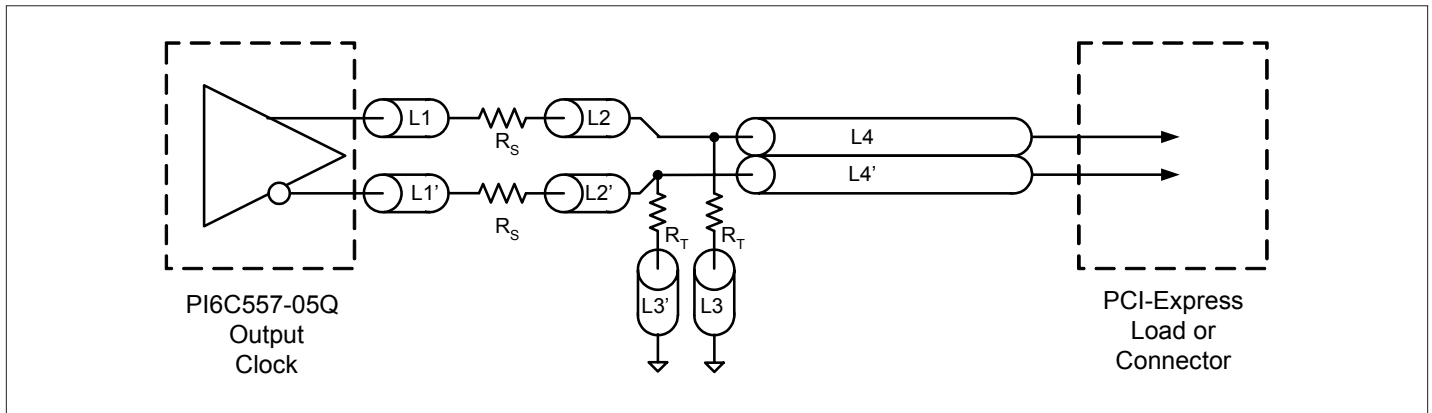 L1
R_S
L2
L4
L1'
R_S
L2'
L4'
R_T
R_T
L3'
L3
PI6C557-05Q
Output
Clock
PCI-Express
Load or
Connector